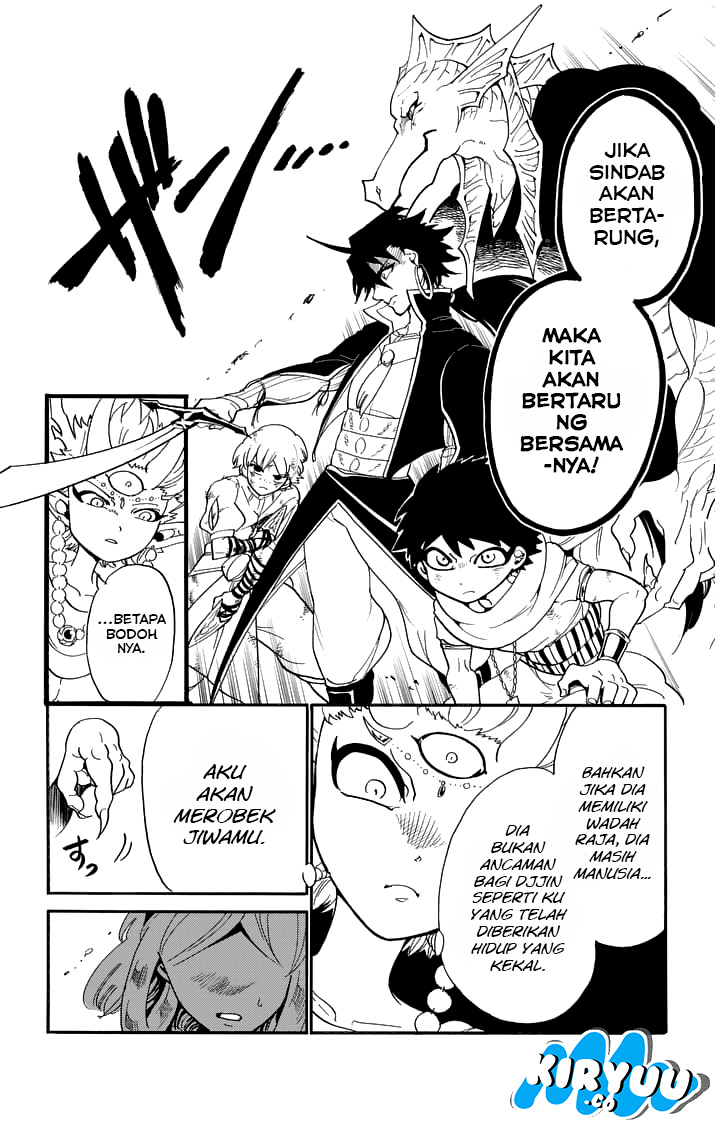 ザン....
JIKA
SINDAB
AKAN
BERTA-
RUNG,
MAKA
KITA
AKAN
BERTARU
NG
BERSAMA
-NYA!
...BETAPA
BODOH
NYA.
BAHKAN
JIKA DIA
MEMILIKI
WADAH
RAJA, DIA
MASIH
MANUSIA...
DIA
BUKAN
ANCAMAN
BAGI DJJIN
SEPERTI KU
YANG TELAH
DIBERIKAN
HIDUP YANG
KEKAL.
AKU
AKAN
MEROBEK
JIWAMU.
すっ
KIRYUU
.CO